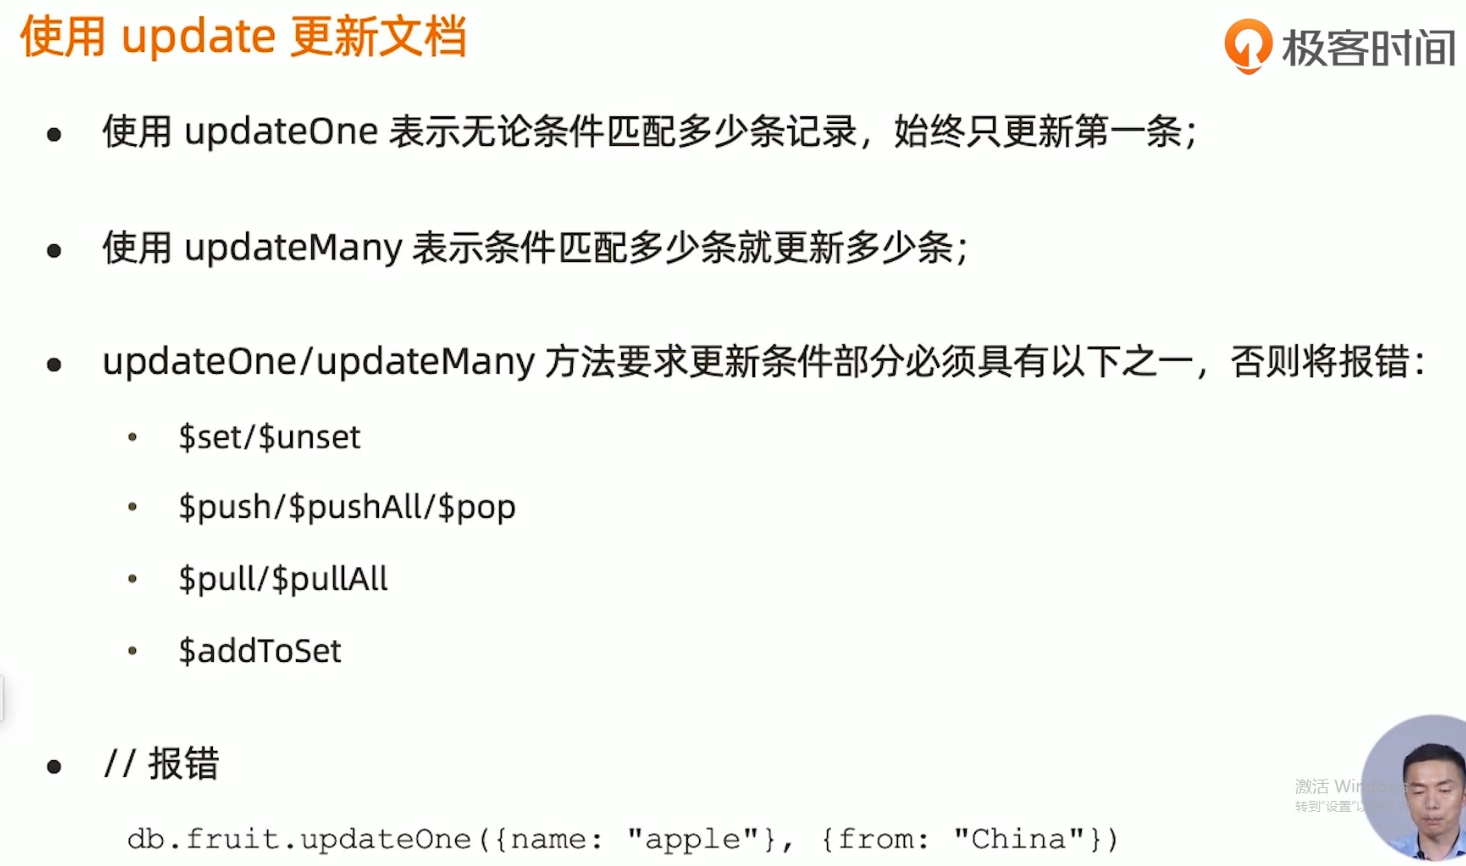 使用 update 更新文档
极客时间
● 使用 updateOne 表示无论条件匹配多少条记录，始终只更新第一条；
● 使用 updateMany 表示条件匹配多少条就更新多少条；
● updateOne/updateMany 方法要求更新条件部分必须具有以下之一，否则将报错：
• $set/$unset
• $push/$pushAll/$pop
• $pull/$pullAll
• $addToSet
● // 报错
db.fruit.updateOne({name: "apple"}, {from: "China"})
激活 Windows
转到"设置"以